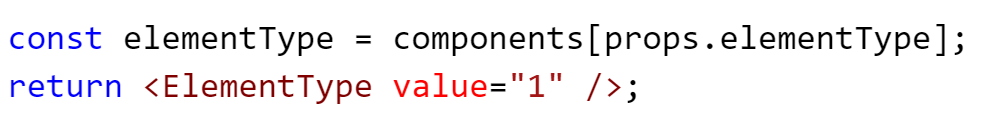 const elementType = components[props.elementType];
return <ElementType value="1" />;